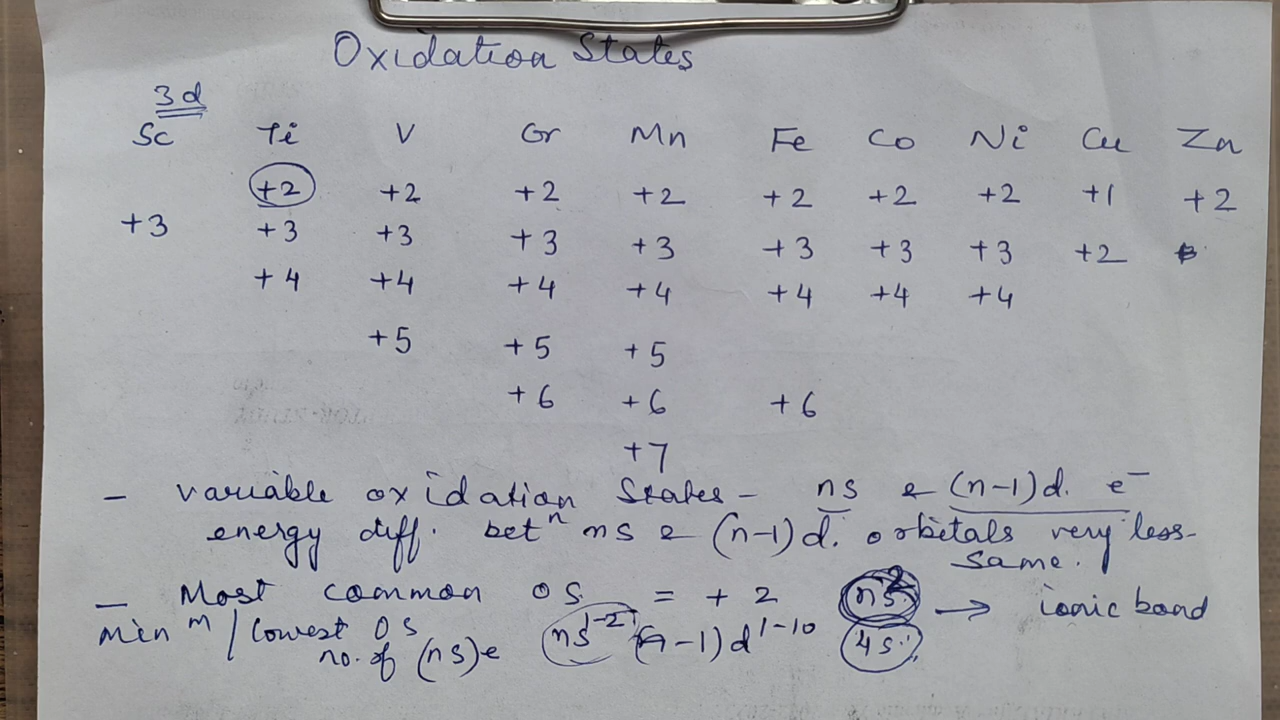 Oxidation States
3d
Sc Ti V Cr Mn Fe Co Ni Cu Zn
+2 +2 +2 +2 +2 +2 +2 +1 +2
+3 +3 +3 +3 +3 +3 +3 +3 +2
+4 +4 +4 +4 +4 +4 +4
+5 +5 +5
+6 +6 +6
+7
- variable oxidation States - ns & (n-1)d. e⁻
energy diff. betⁿ ns & (n-1)d. orbitals very less-
same.
- Most common OS = +2 ns² → ionic bond
Minᵐ/lowest OS ns¹⁻² (n-1)d¹⁻¹⁰ 4s.
no. of (ns)e